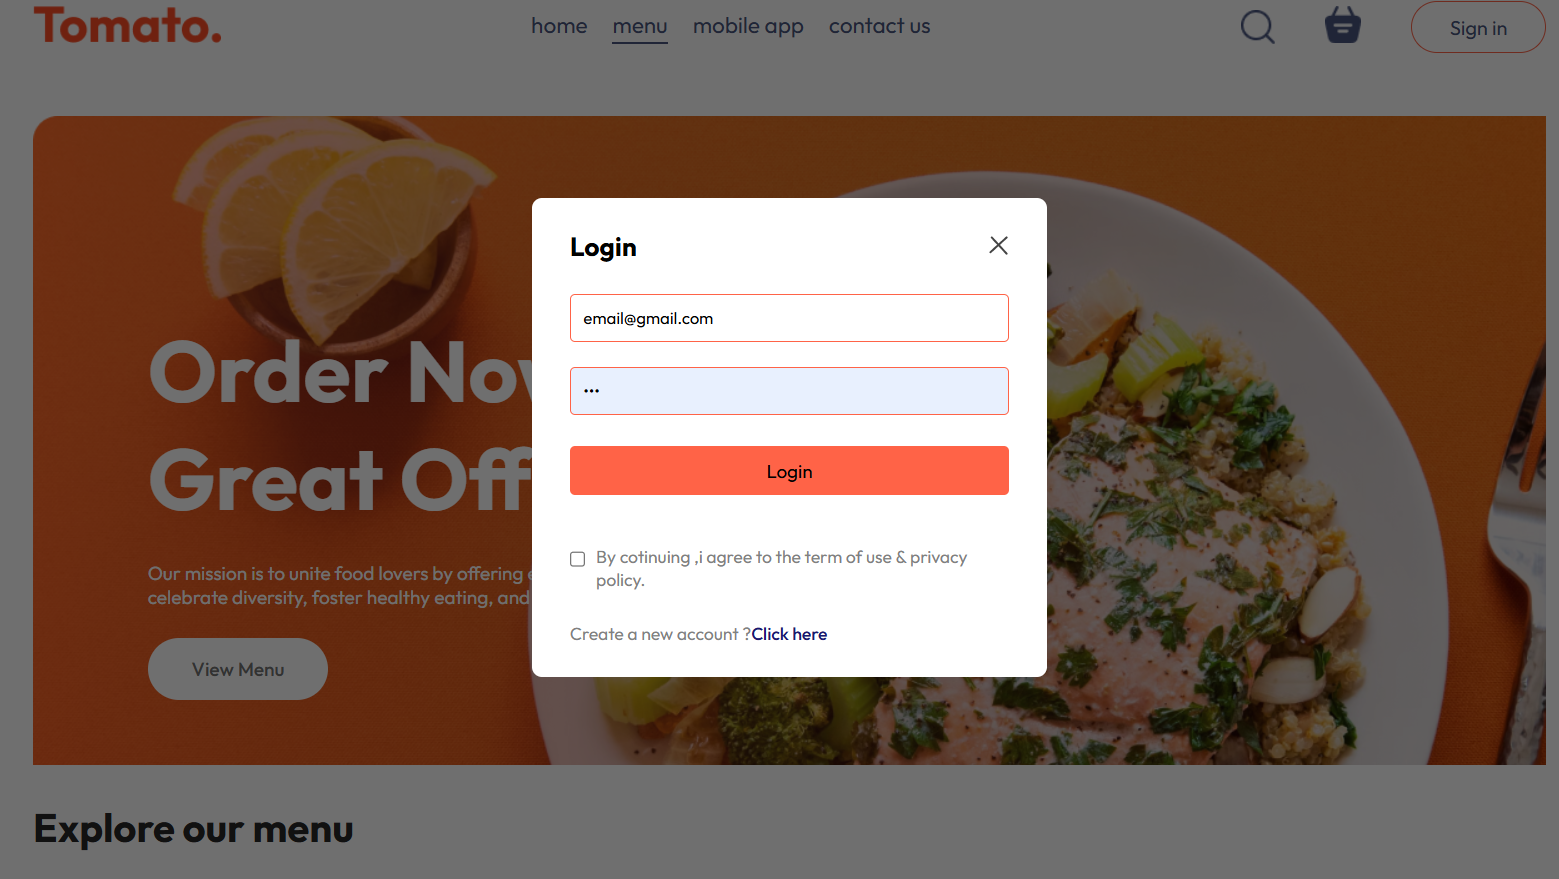 Tomato.
home menu mobile app contact us
Sign in
Login
email@gmail.com
•••
Login
By cotinuing ,i agree to the term of use & privacy
policy.
Create a new account ?Click here
Order
Great
Our mission is to unite food lovers by offering
celebrate diversity, foster healthy eating, and
View Menu
Explore our menu